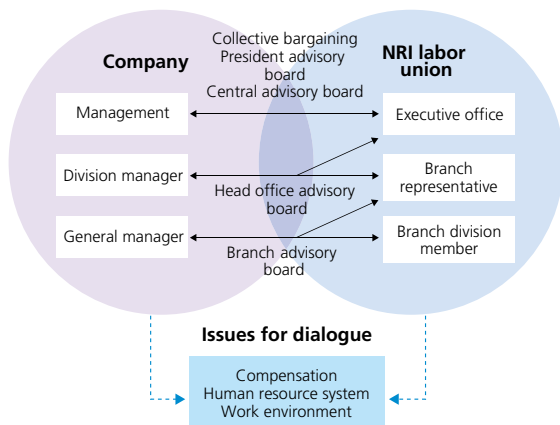 Collective bargaining
President advisory
board
Central advisory board
Company
NRI labor
union
Management
Executive office
Division manager
Head office advisory
board
Branch
representative
General manager
Branch advisory
board
Branch division
member
Issues for dialogue
Compensation
Human resource system
Work environment